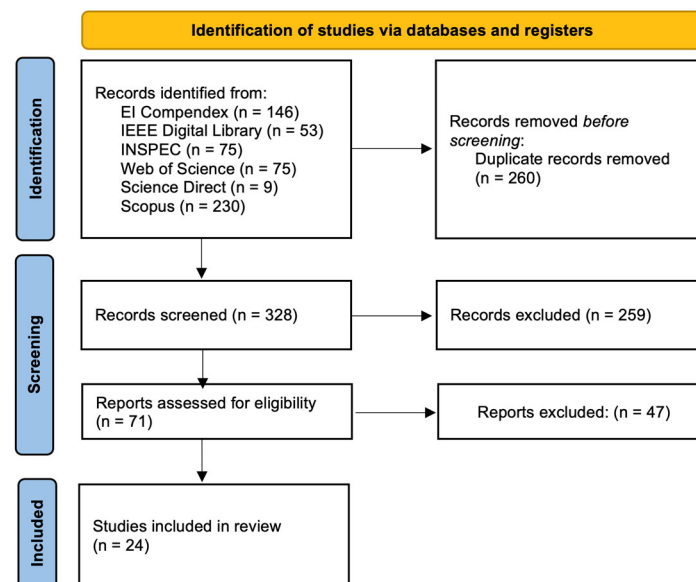 Identification of studies via databases and registers
Identification
Records identified from:
EI Compendex (n = 146)
IEEE Digital Library (n = 53)
INSPEC (n = 75)
Web of Science (n = 75)
Science Direct (n = 9)
Scopus (n = 230)
Records removed before
screening:
Duplicate records removed
(n = 260)
Screening
Records screened (n = 328)
Records excluded (n = 259)
Reports assessed for eligibility
(n = 71)
Reports excluded: (n = 47)
Included
Studies included in review
(n = 24)